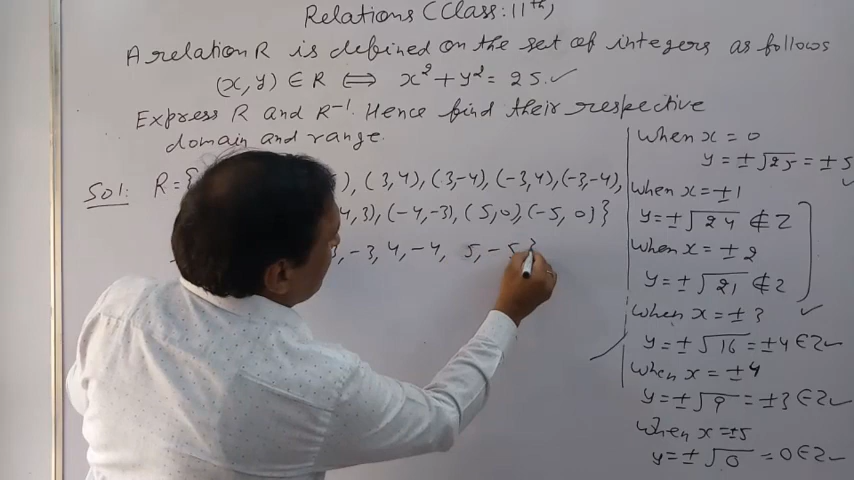 Relations (Class: 11th)
A relation R is defined on the set of integers as follows
(x, y) ∈ R ⟺ x² + y² = 25. ✓
Express R and R⁻¹. Hence find their respective
domain and range.
Sol: R = { ), (3, 4), (3, -4), (-3, 4), (-3, -4),
4, 3), (-4, -3), (5, 0), (-5, 0)}
3, -3, 4, -4, 5, -5}
When x = 0
y = ±√25 = ±5 ✓
When x = ±1
y = ±√24 ∉ Z
When x = ±2
y = ±√21 ∉ Z
When x = ±3 ✓
y = ±√16 = ±4 ∈ Z ✓
When x = ±4
y = ±√9 = ±3 ∈ Z ✓
When x = ±5
y = ±√0 = 0 ∈ Z ✓